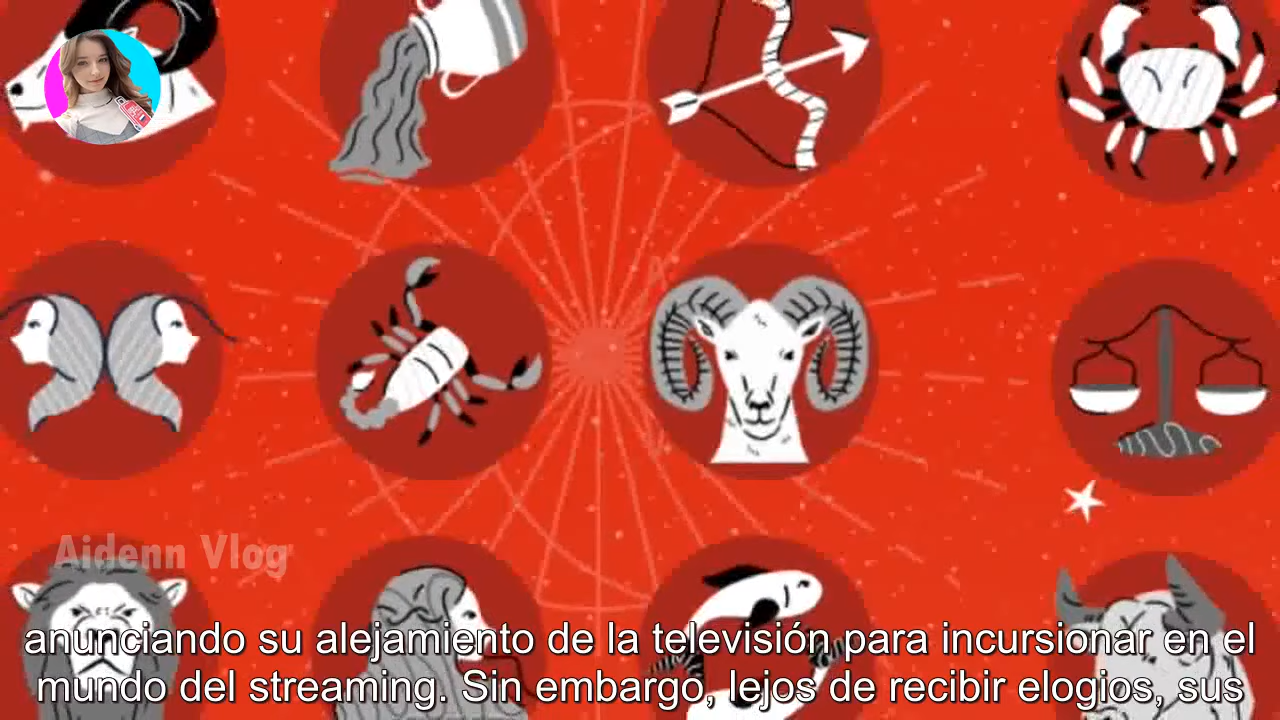 Aidenn Vlog
anunciando su alejamiento de la televisión para incursionar en el
mundo del streaming. Sin embargo, lejos de recibir elogios, sus